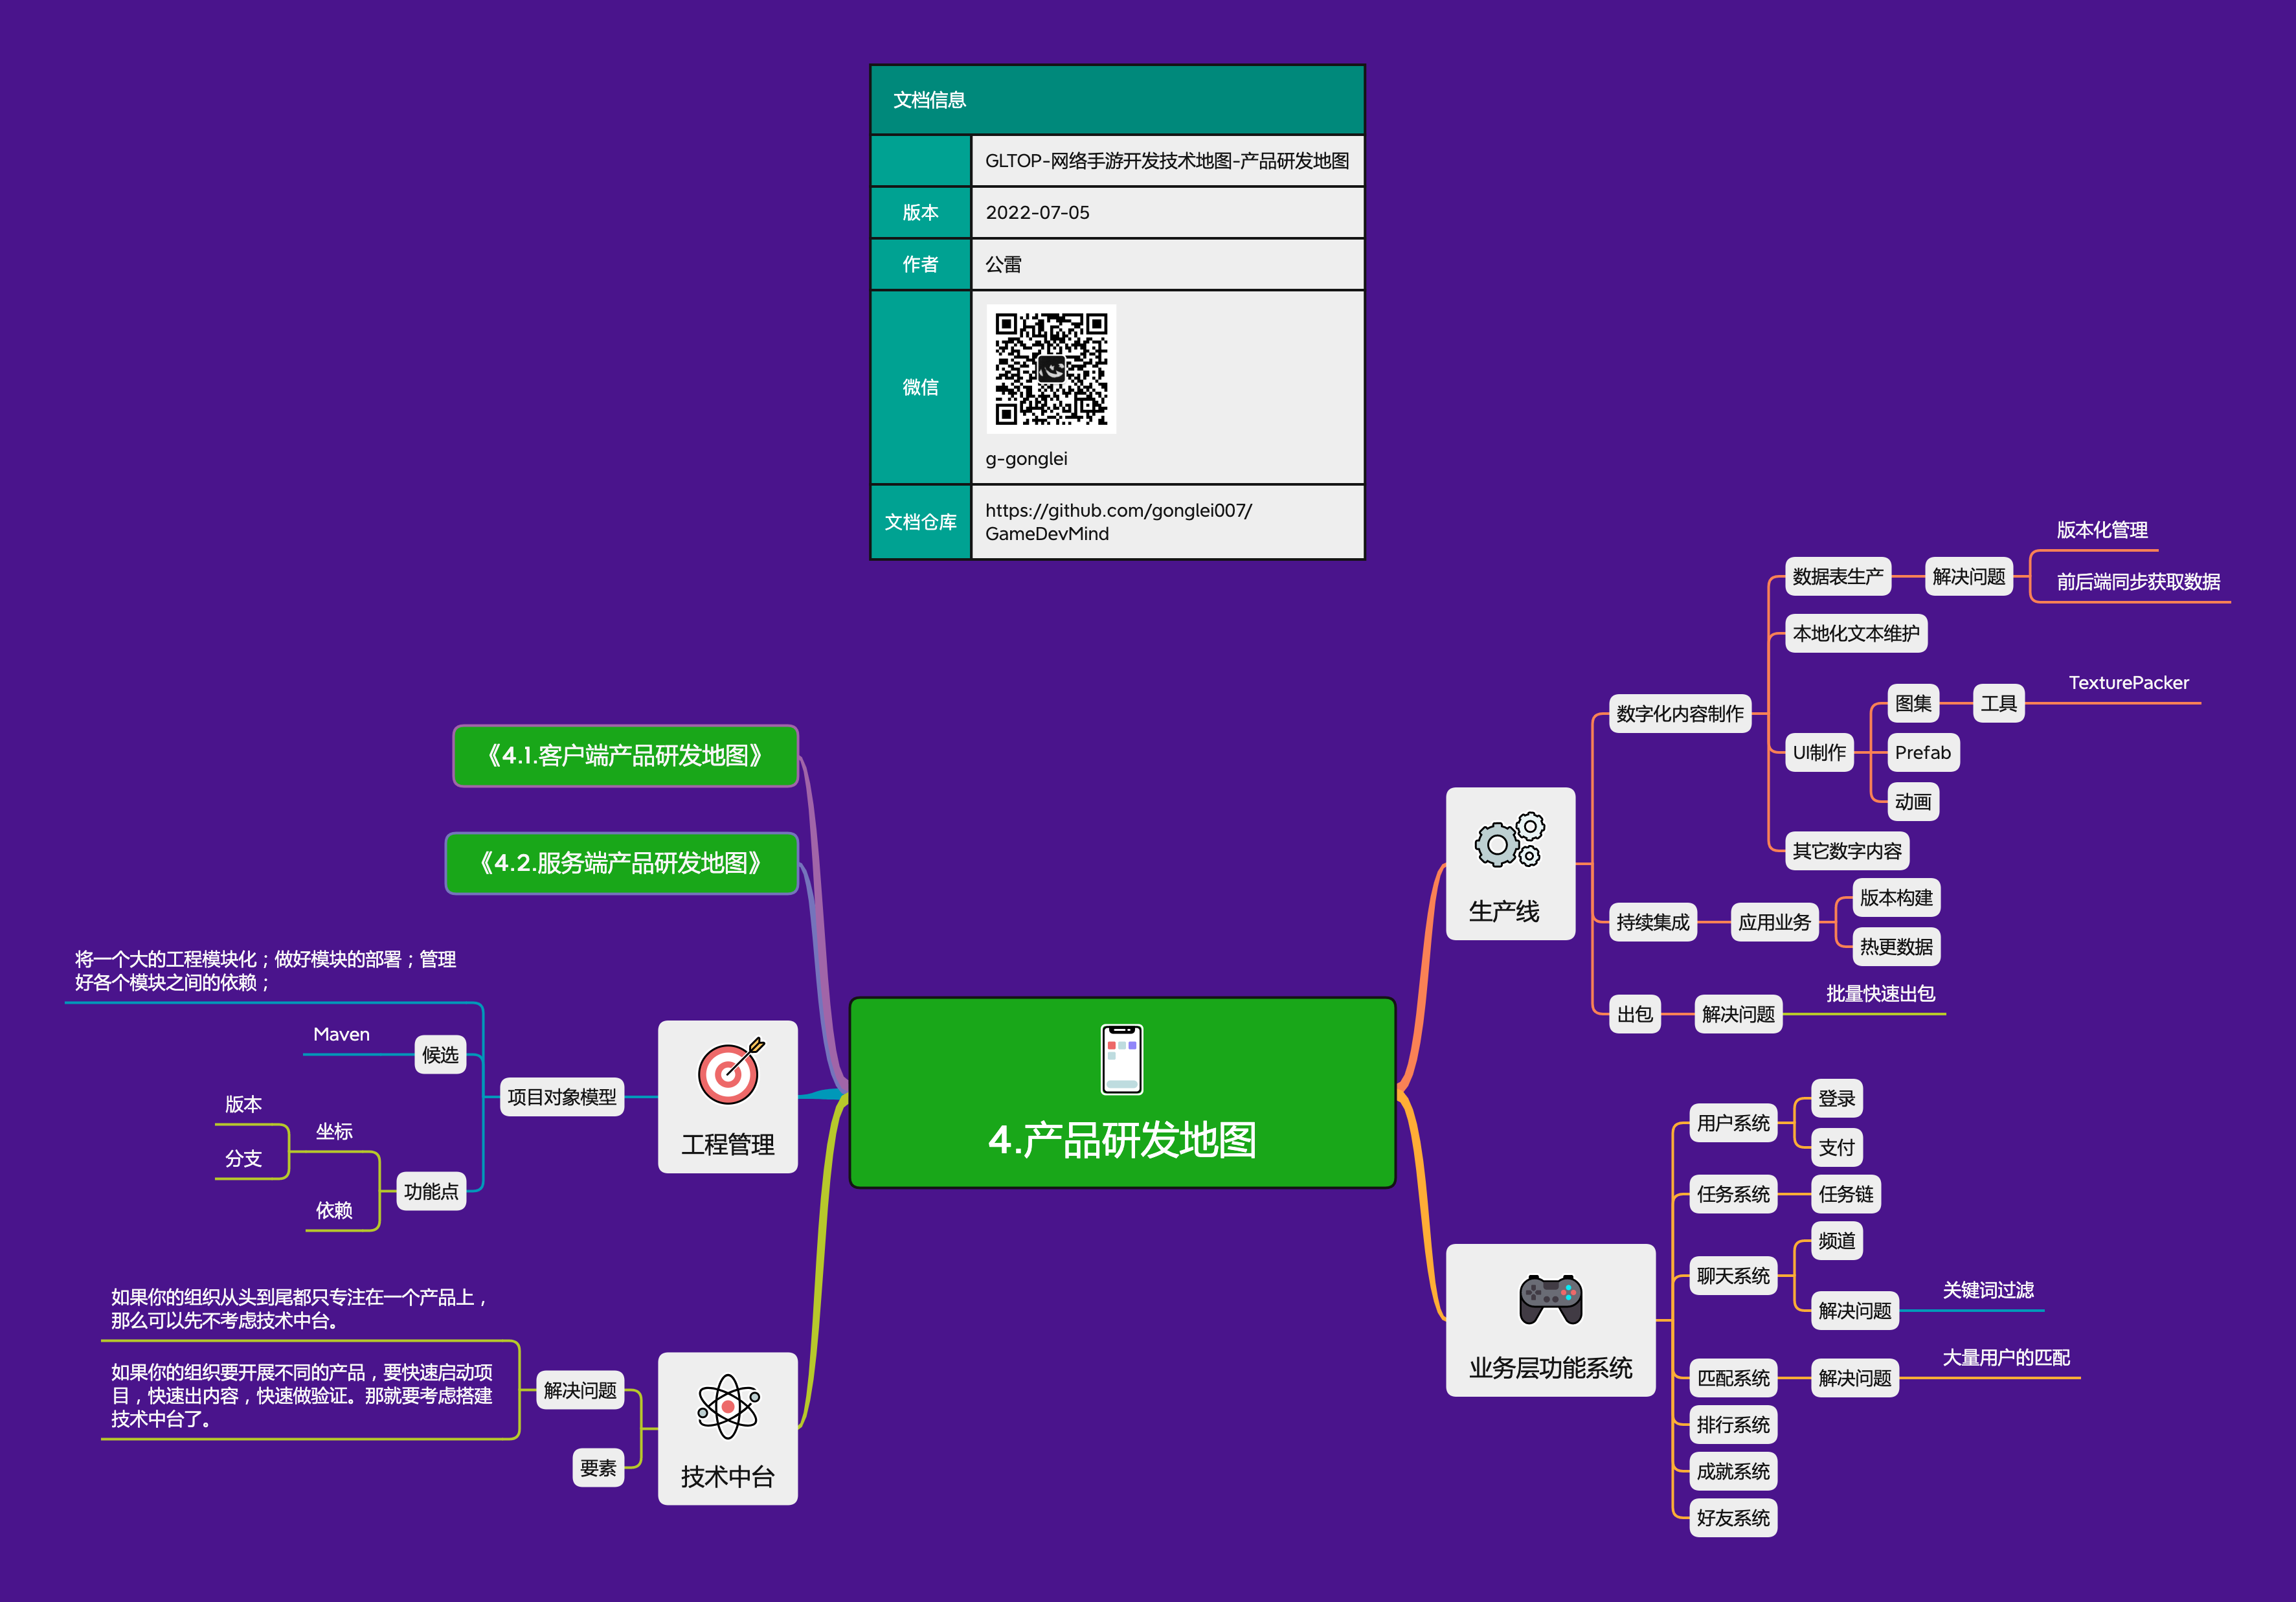 文档信息
GLTOP-网络手游开发技术地图-产品研发地图
版本
2022-07-05
作者
公雷
微信
g-gonglei
文档仓库
https://github.com/gonglei007/
GameDevMind
4.产品研发地图
《4.1.客户端产品研发地图》
《4.2.服务端产品研发地图》
工程管理
项目对象模型
将一个大的工程模块化；做好模块的部署；管理
好各个模块之间的依赖；
候选
Maven
功能点
坐标
版本
分支
依赖
技术中台
解决问题
如果你的组织从头到尾都只专注在一个产品上，
那么可以先不考虑技术中台。
如果你的组织要开展不同的产品，要快速启动项
目，快速出内容，快速做验证。那就要考虑搭建
技术中台了。
要素
生产线
数字化内容制作
数据表生产
解决问题
版本化管理
前后端同步获取数据
本地化文本维护
UI制作
图集
工具
TexturePacker
Prefab
动画
其它数字内容
持续集成
应用业务
版本构建
热更数据
出包
解决问题
批量快速出包
业务层功能系统
用户系统
登录
支付
任务系统
任务链
聊天系统
频道
解决问题
关键词过滤
匹配系统
解决问题
大量用户的匹配
排行系统
成就系统
好友系统